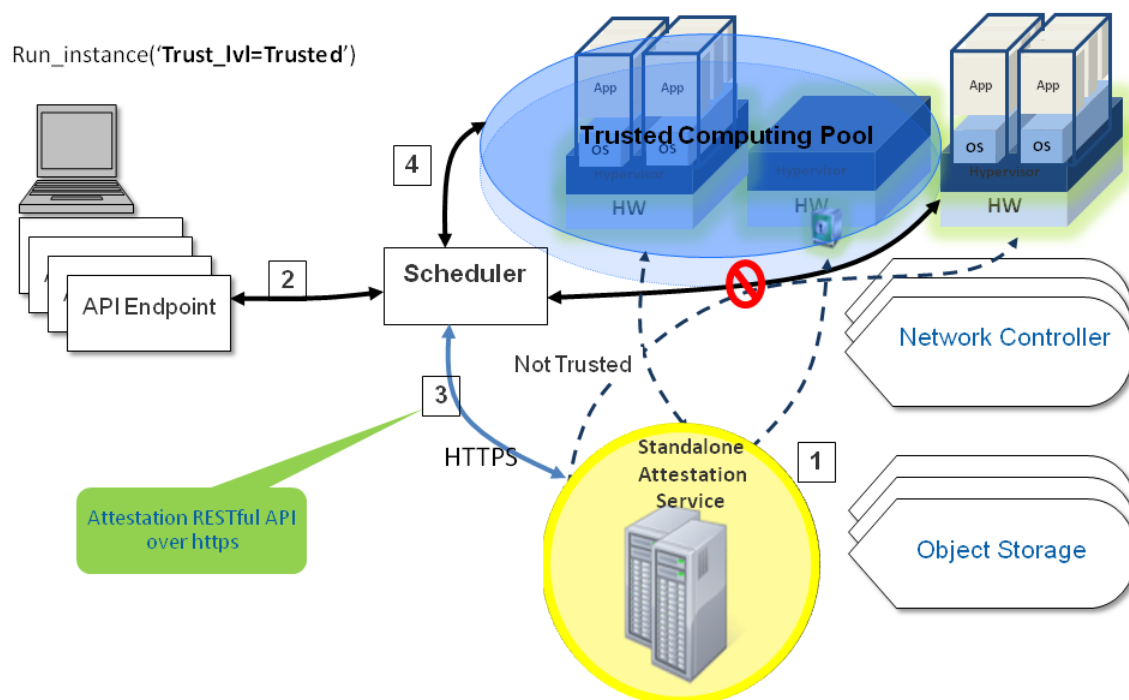 Run_instance('Trust_lvl=Trusted')
App
App
App
App
Trusted Computing Pool
OS
OS
OS
OS
Hypervisor
Hypervisor
Hypervisor
HW
HW
HW
4
2
Scheduler
API Endpoint
Network Controller
Not Trusted
3
HTTPS
Standalone
Attestation
Service
1
Attestation RESTful API
over https
Object Storage